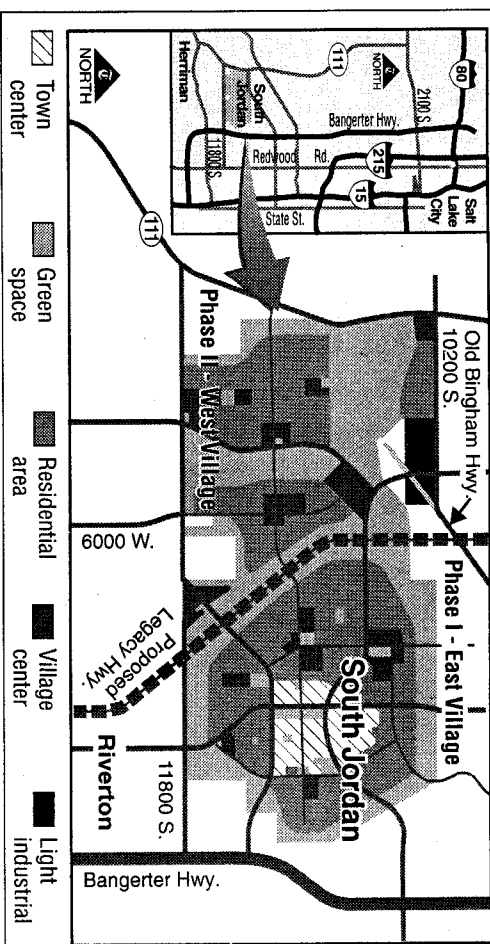 80
Salt
Lake
City
2100 S.
NORTH
111
Bangerter Hwy.
215
15
Redwood Rd.
State St.
South
Jordan
11800 S.
Herriman
Old Bingham Hwy.
10200 S.
Phase I - East Village
South Jordan
Phase II - West Village
111
6000 W.
Proposed
Legacy Hwy.
Riverton
11800 S.
Bangerter Hwy.
NORTH
Town
center
Green
space
Residential
area
Village
center
Light
industrial